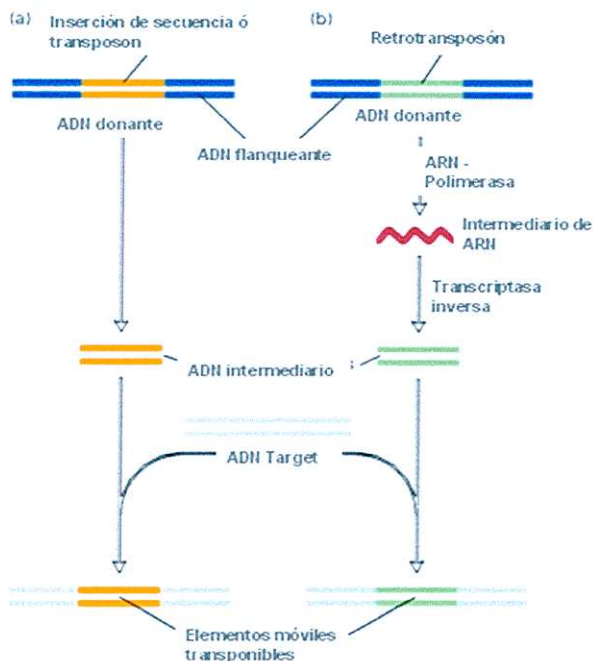 (a)
Inserción de secuencia ó
transposon
(b)
Retrotransposón
ADN donante
ADN donante
ADN flanqueante
ARN -
Polimerasa
Intermediario de
ARN
Transcriptasa
inversa
ADN intermediario
ADN Target
Elementos móviles
transponibles